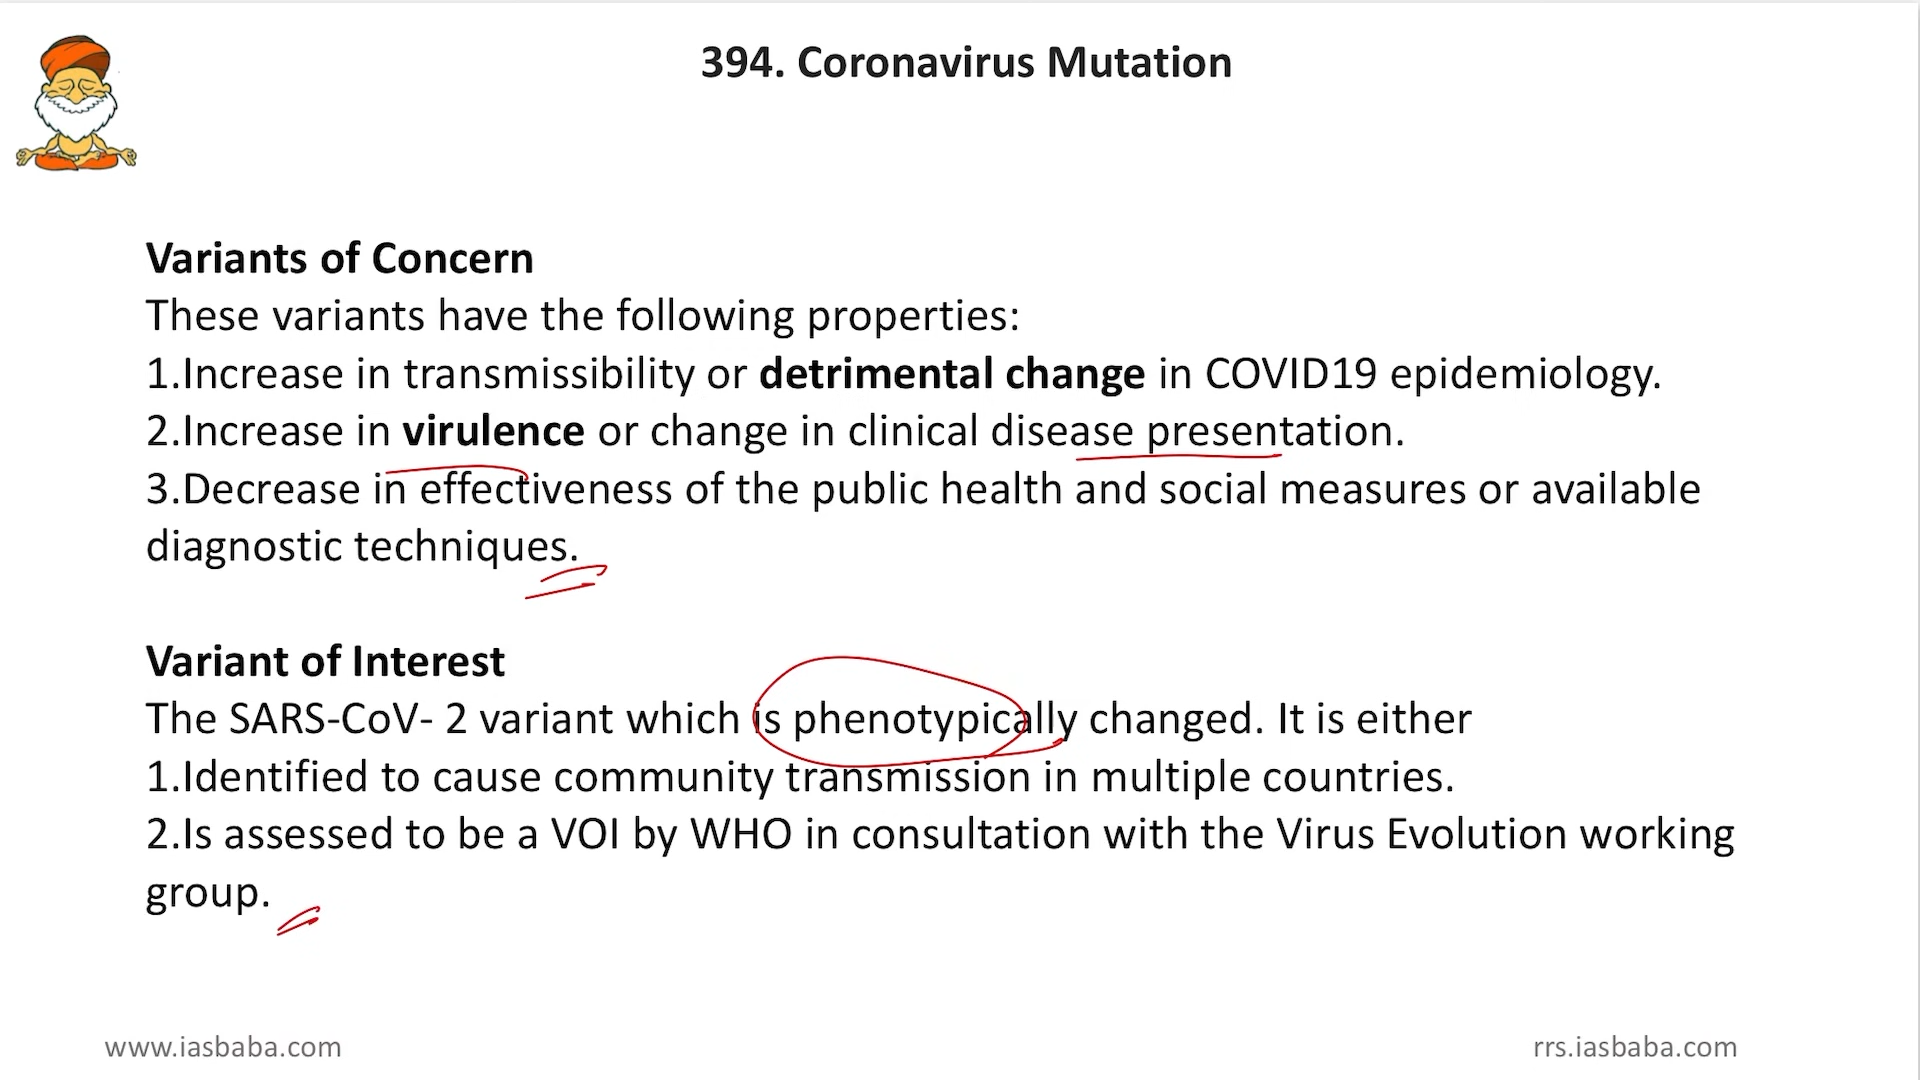 394. Coronavirus Mutation
Variants of Concern
These variants have the following properties:
1.Increase in transmissibility or detrimental change in COVID19 epidemiology.
2.Increase in virulence or change in clinical disease presentation.
3.Decrease in effectiveness of the public health and social measures or available
diagnostic techniques.
Variant of Interest
The SARS-CoV- 2 variant which is phenotypically changed. It is either
1.Identified to cause community transmission in multiple countries.
2.Is assessed to be a VOI by WHO in consultation with the Virus Evolution working
group.
www.iasbaba.com
rrs.iasbaba.com